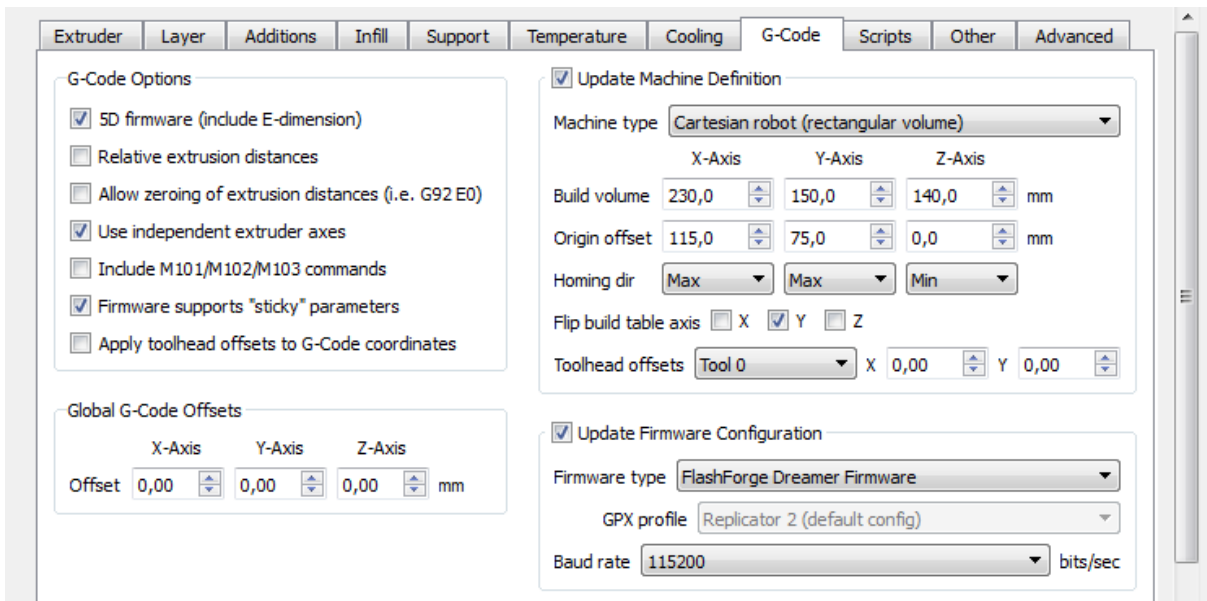 Extruder Layer Additions Infill Support Temperature Cooling G-Code Scripts Other Advanced
G-Code Options
5D firmware (include E-dimension)
Relative extrusion distances
Allow zeroing of extrusion distances (i.e. G92 E0)
Use independent extruder axes
Include M101/M102/M103 commands
Firmware supports "sticky" parameters
Apply toolhead offsets to G-Code coordinates
Global G-Code Offsets
X-Axis Y-Axis Z-Axis
Offset 0,00 0,00 0,00 mm
Update Machine Definition
Machine type Cartesian robot (rectangular volume)
X-Axis Y-Axis Z-Axis
Build volume 230,0 150,0 140,0 mm
Origin offset 115,0 75,0 0,0 mm
Homing dir Max Max Min
Flip build table axis X Y Z
Toolhead offsets Tool 0 X 0,00 Y 0,00
Update Firmware Configuration
Firmware type FlashForge Dreamer Firmware
GPX profile Replicator 2 (default config)
Baud rate 115200 bits/sec